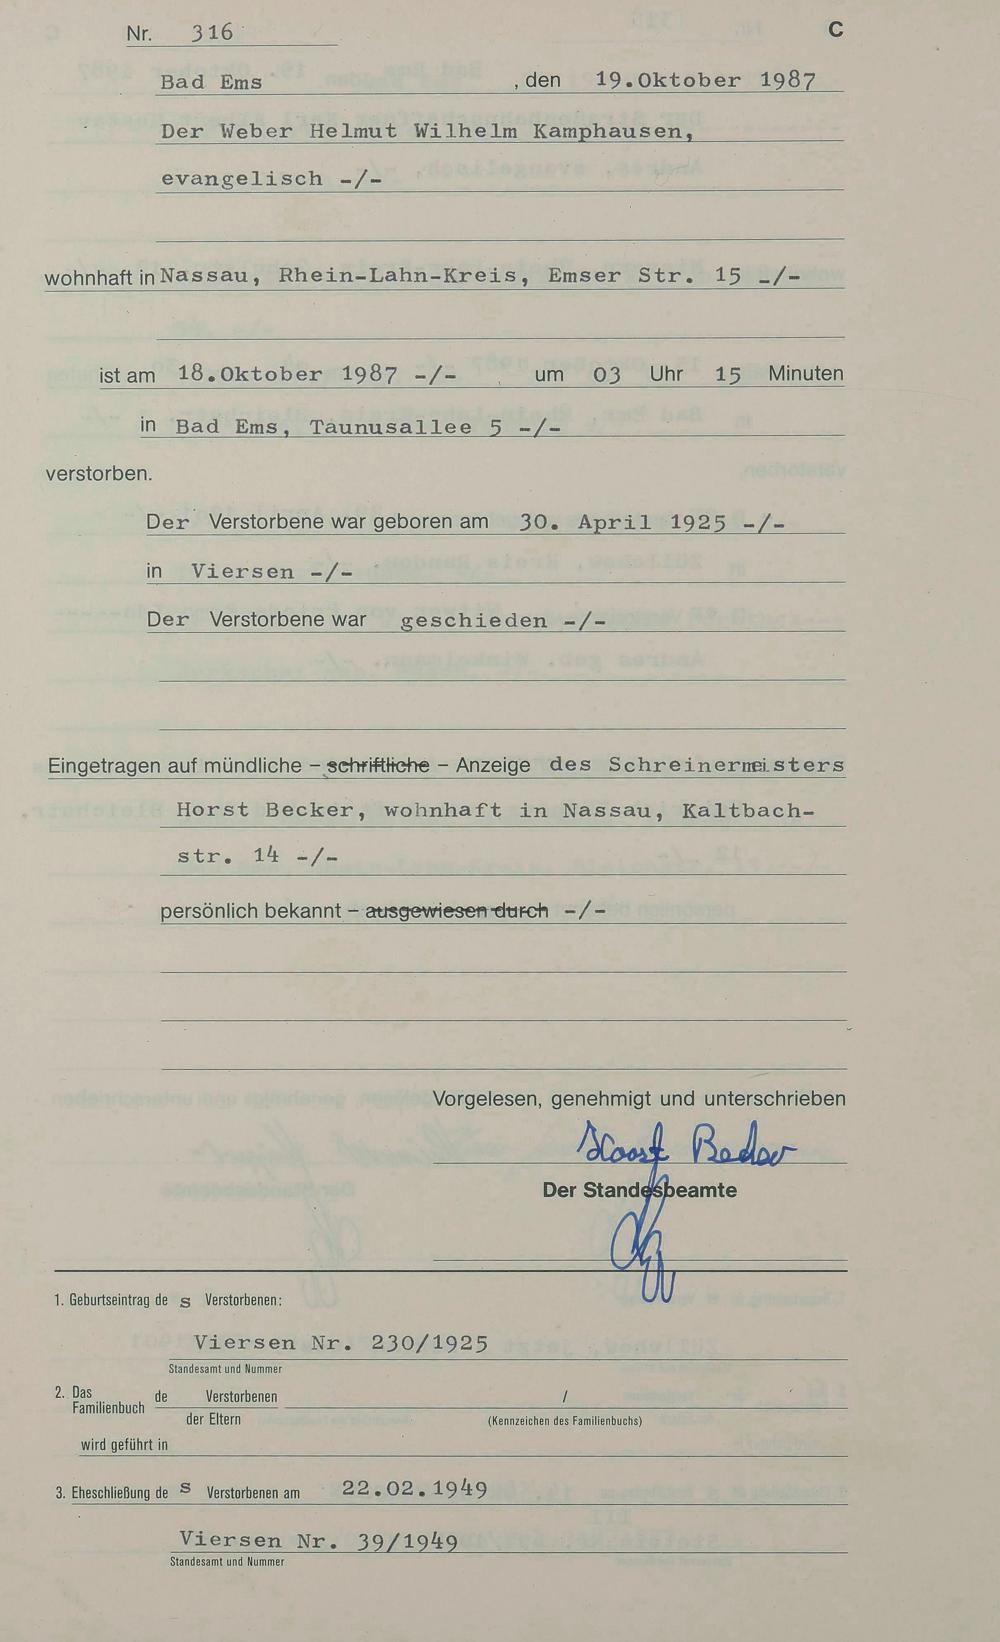 Nr. 316
C
Bad Ems , den 19.Oktober 1987
Der Weber Helmut Wilhelm Kamphausen,
evangelisch -/-
wohnhaft in Nassau, Rhein-Lahn-Kreis, Emser Str. 15 -/-
ist am 18.Oktober 1987 -/- um 03 Uhr 15 Minuten
in Bad Ems, Taunusallee 5 -/-
verstorben.
Der Verstorbene war geboren am 30. April 1925 -/-
in Viersen -/-
Der Verstorbene war geschieden -/-
Eingetragen auf mündliche – schriftliche – Anzeige des Schreinermeisters
Horst Becker, wohnhaft in Nassau, Kaltbach-
str. 14 -/-
persönlich bekannt – ausgewiesen durch -/-
Vorgelesen, genehmigt und unterschrieben
Horst Becker
Der Standesbeamte
1. Geburtseintrag de s Verstorbenen:
Viersen Nr. 230/1925
Standesamt und Nummer
2. Das Familienbuch de Verstorbenen /
der Eltern (Kennzeichen des Familienbuchs)
wird geführt in
3. Eheschließung de s Verstorbenen am 22.02.1949
Viersen Nr. 39/1949
Standesamt und Nummer